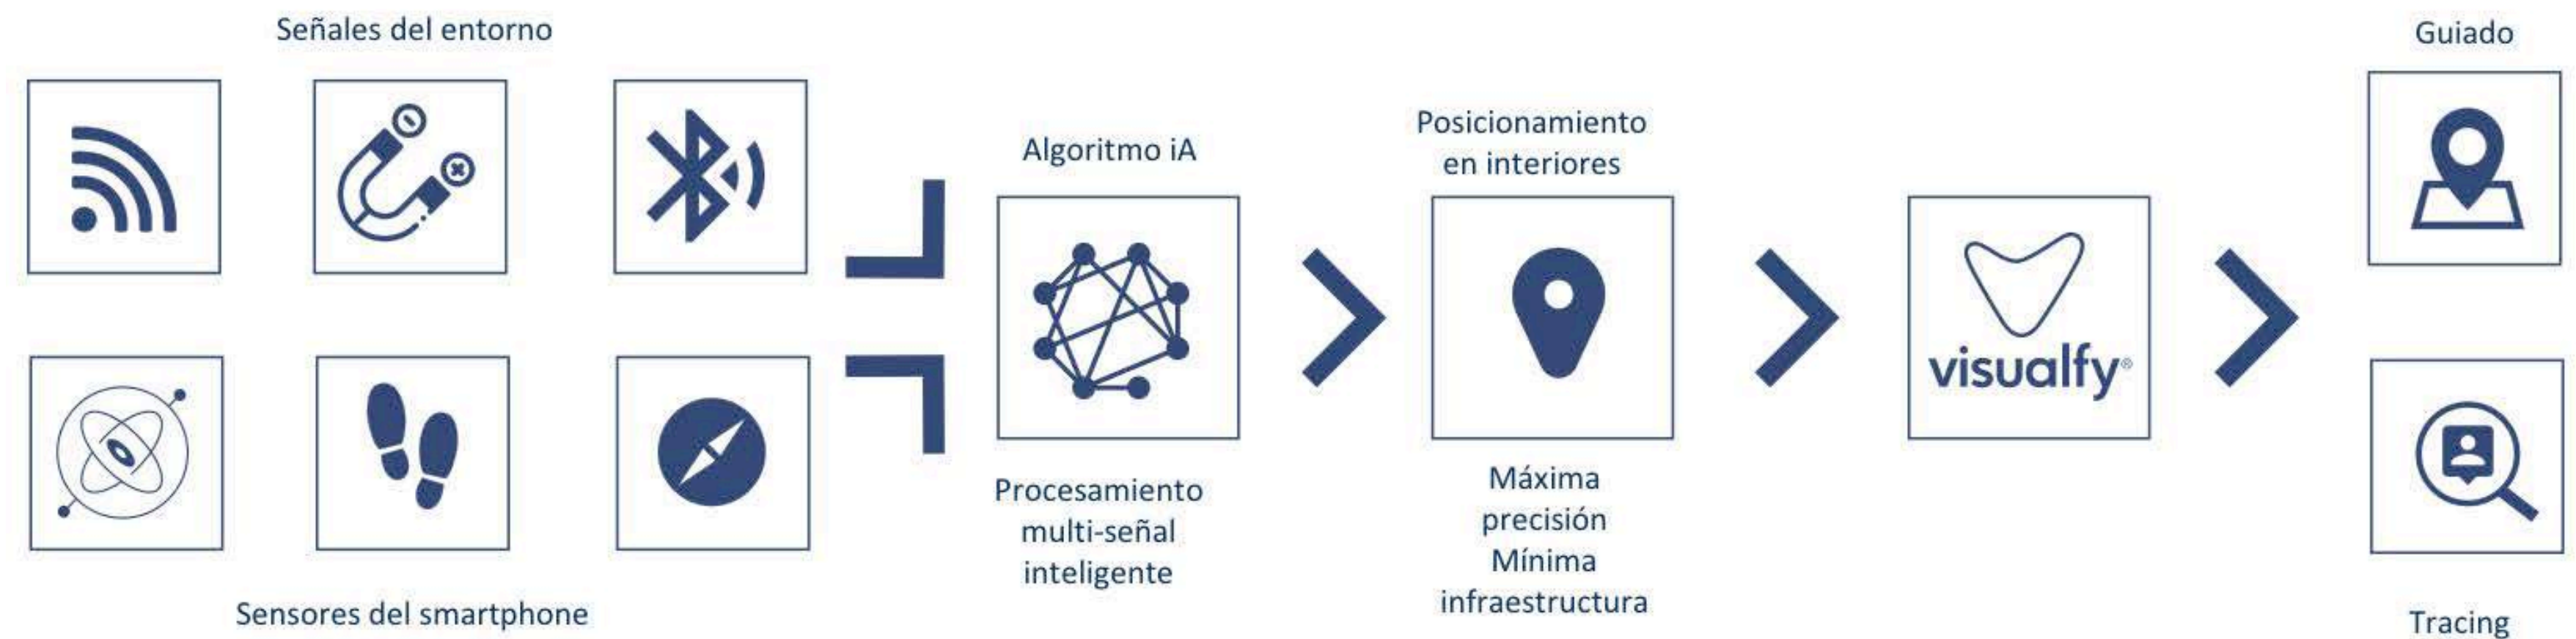 Señales del entorno
Sensores del smartphone
Algoritmo iA
Procesamiento
multi-señal
inteligente
Posicionamiento
en interiores
Máxima
precisión
Mínima
infraestructura
visualfy®
Guiado
Tracing